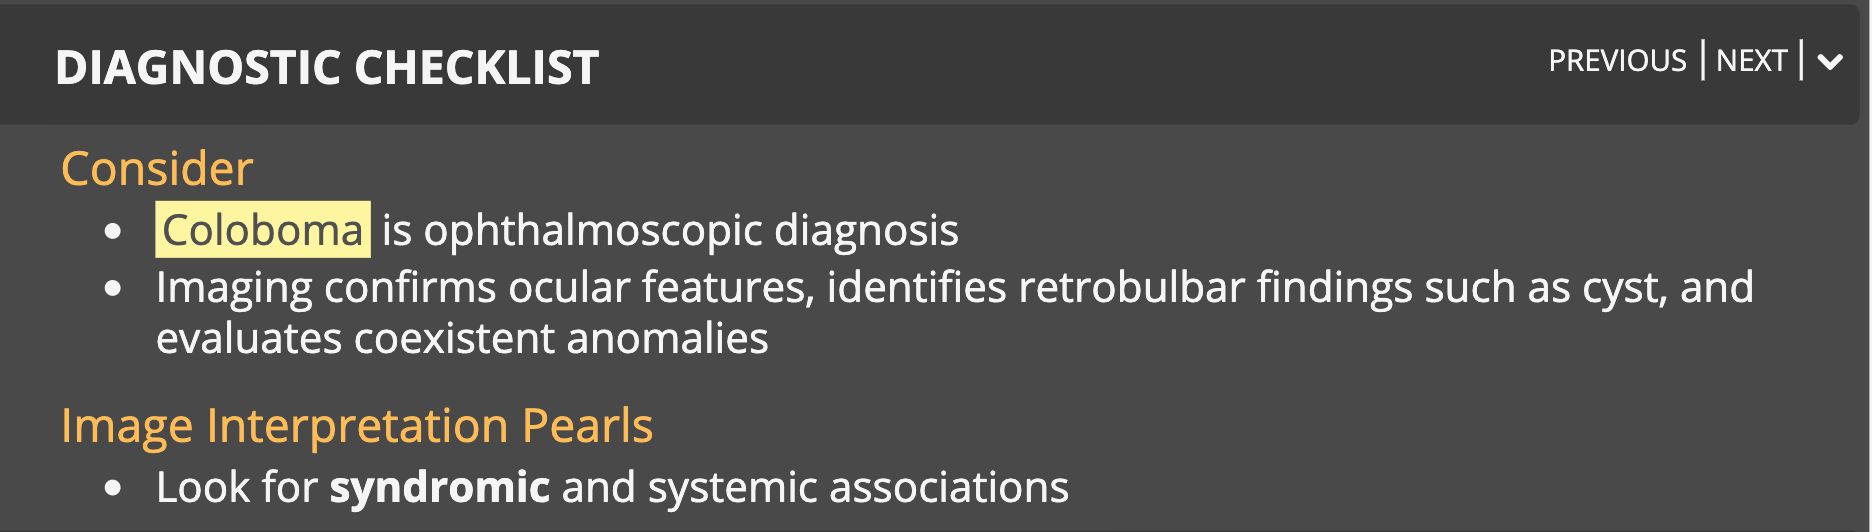 DIAGNOSTIC CHECKLIST
PREVIOUS | NEXT |
Consider
• Coloboma is ophthalmoscopic diagnosis
• Imaging confirms ocular features, identifies retrobulbar findings such as cyst, and
evaluates coexistent anomalies
Image Interpretation Pearls
• Look for syndromic and systemic associations